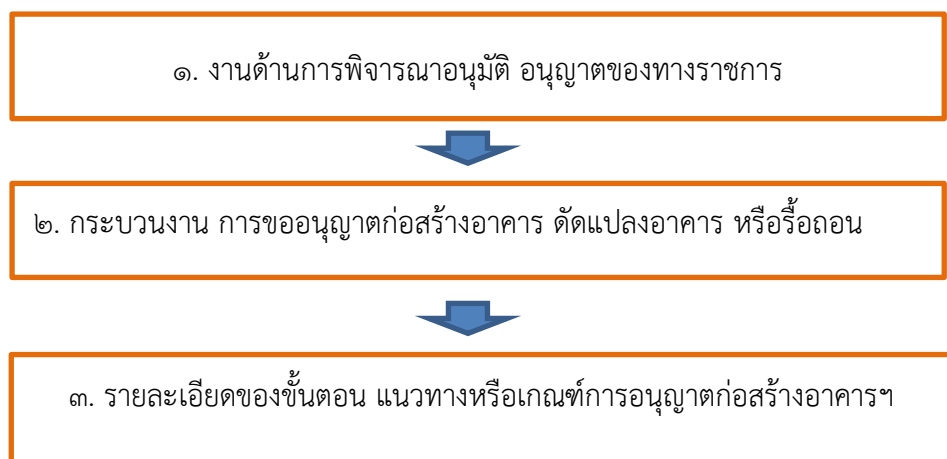 ๑. งานด้านการพิจารณาอนุมัติ อนุญาตของทางราชการ
๒. กระบวนงาน การขออนุญาตก่อสร้างอาคาร ดัดแปลงอาคาร หรือรื้อถอน
๓. รายละเอียดของขั้นตอน แนวทางหรือเกณฑ์การอนุญาตก่อสร้างอาคารฯ